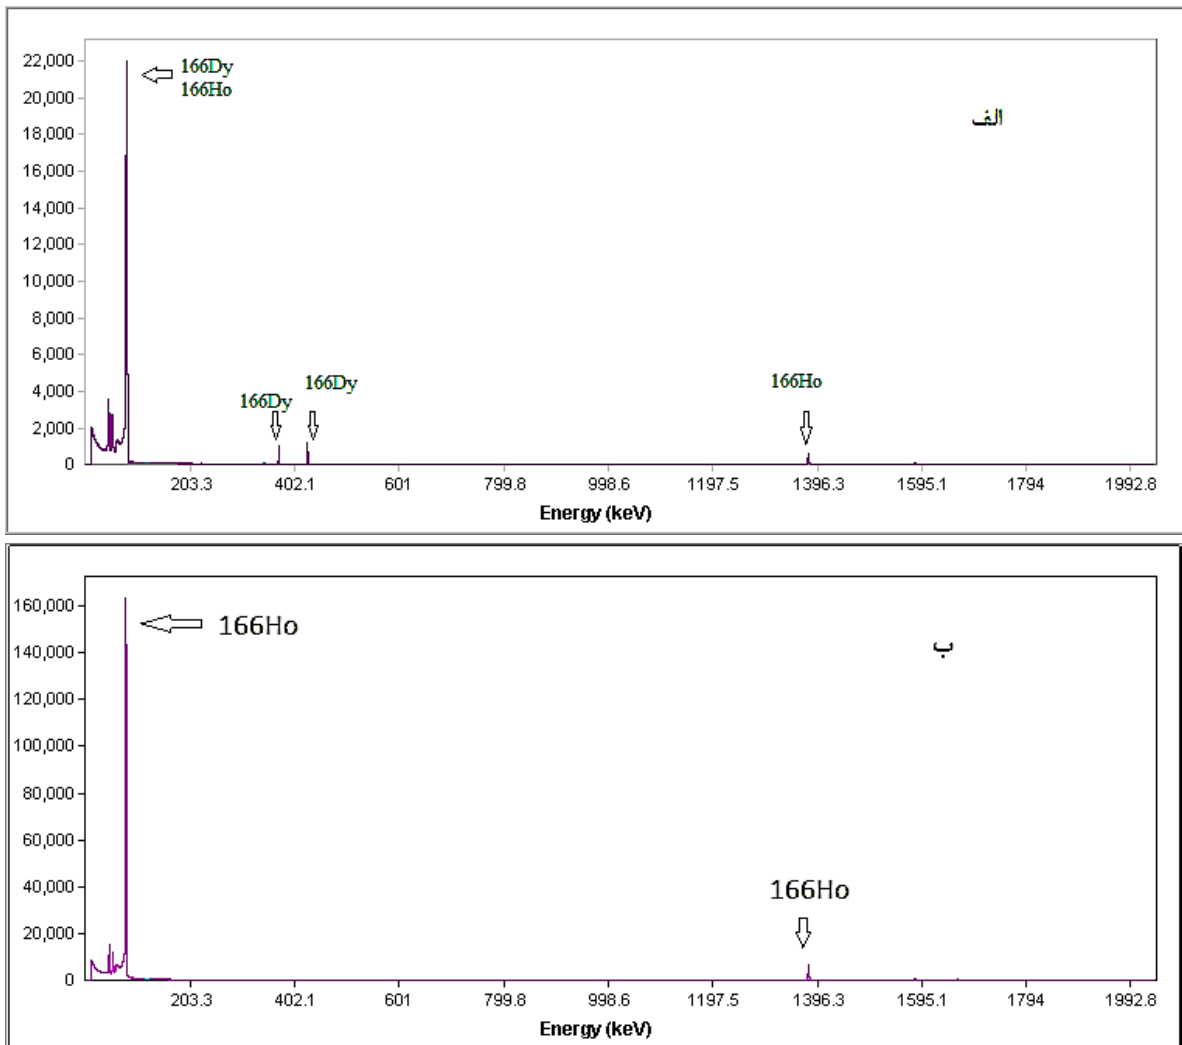 22,000
166Dy
166Ho
20,000
الف
18,000
16,000
14,000
12,000
10,000
8,000
6,000
166Dy
166Ho
4,000
166Dy
2,000
0
203.3 402.1 601 799.8 998.6 1197.5 1396.3 1595.1 1794 1992.8
Energy (keV)
160,000
166Ho
ب
140,000
120,000
100,000
80,000
60,000
40,000
166Ho
20,000
0
203.3 402.1 601 799.8 998.6 1197.5 1396.3 1595.1 1794 1992.8
Energy (keV)